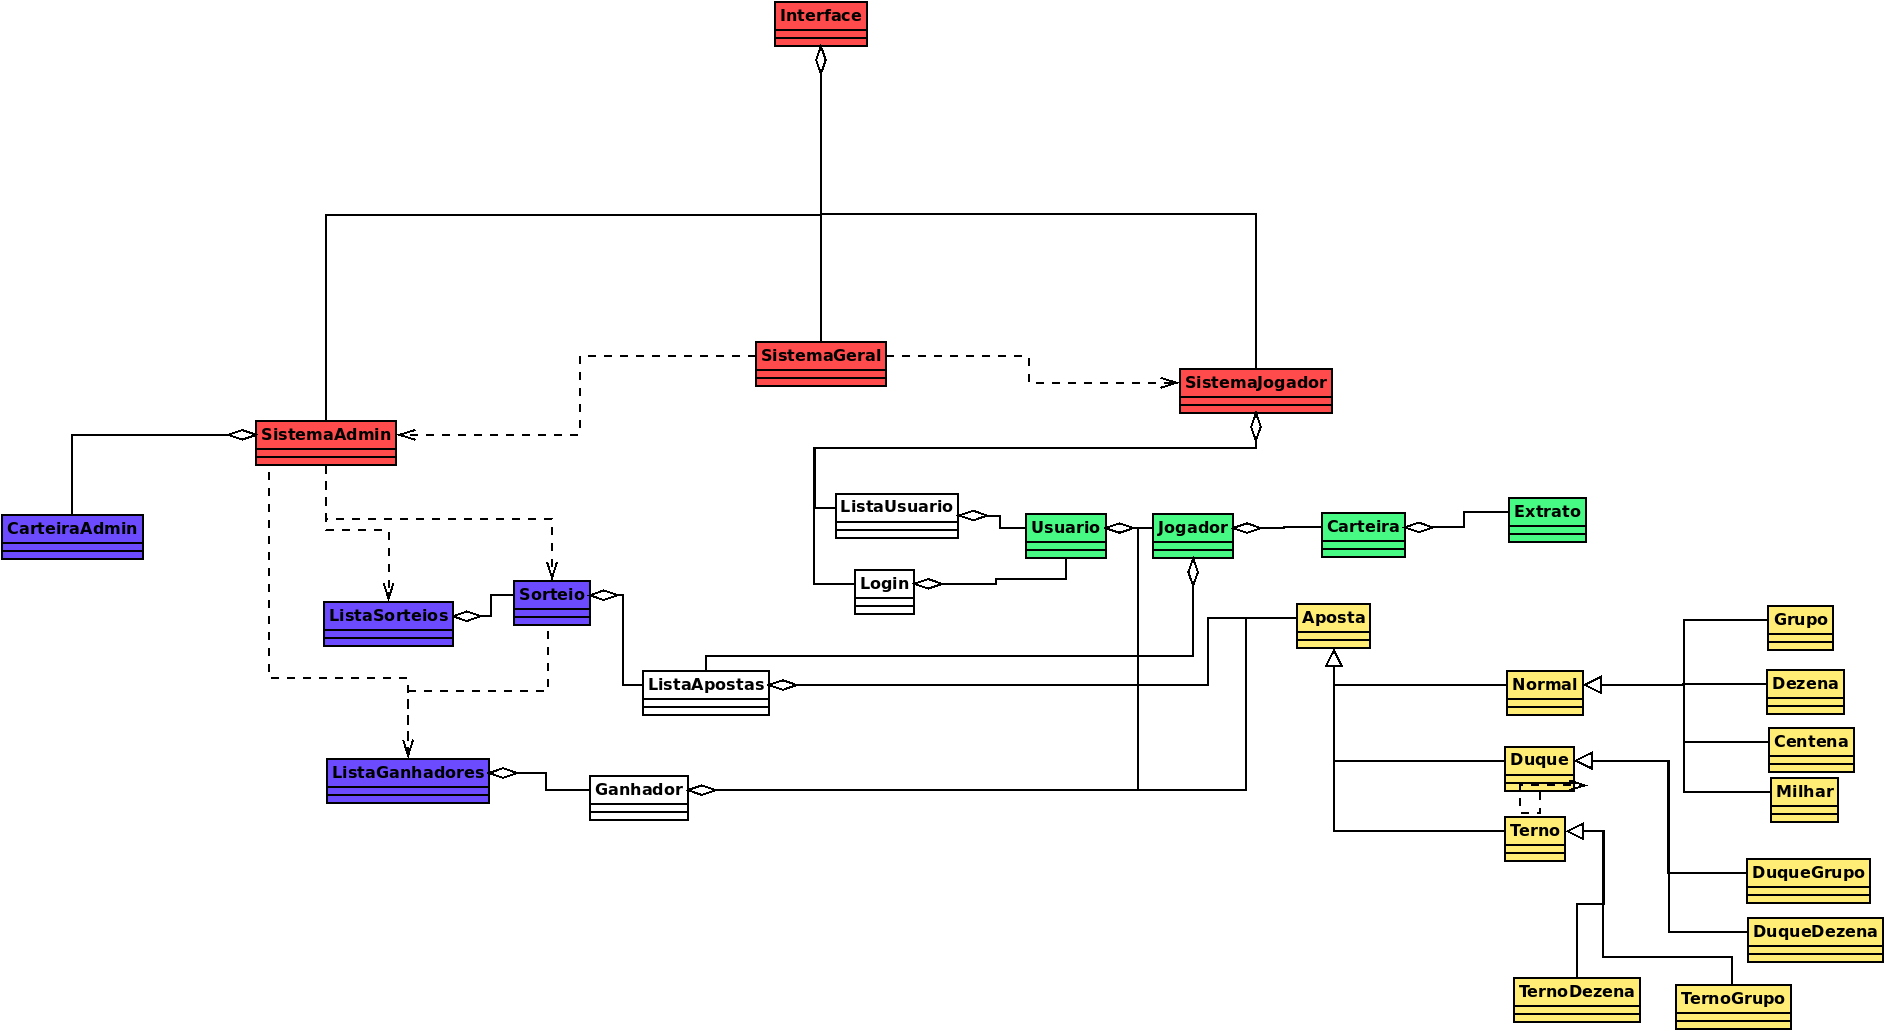 Interface
SistemaGeral
SistemaJogador
SistemaAdmin
CarteiraAdmin
ListaUsuario
Usuario
Jogador
Carteira
Extrato
Login
Sorteio
ListaSorteios
Aposta
Grupo
ListaApostas
Normal
Dezena
Centena
Duque
ListaGanhadores
Ganhador
Milhar
Terno
DuqueGrupo
DuqueDezena
TernoDezena
TernoGrupo